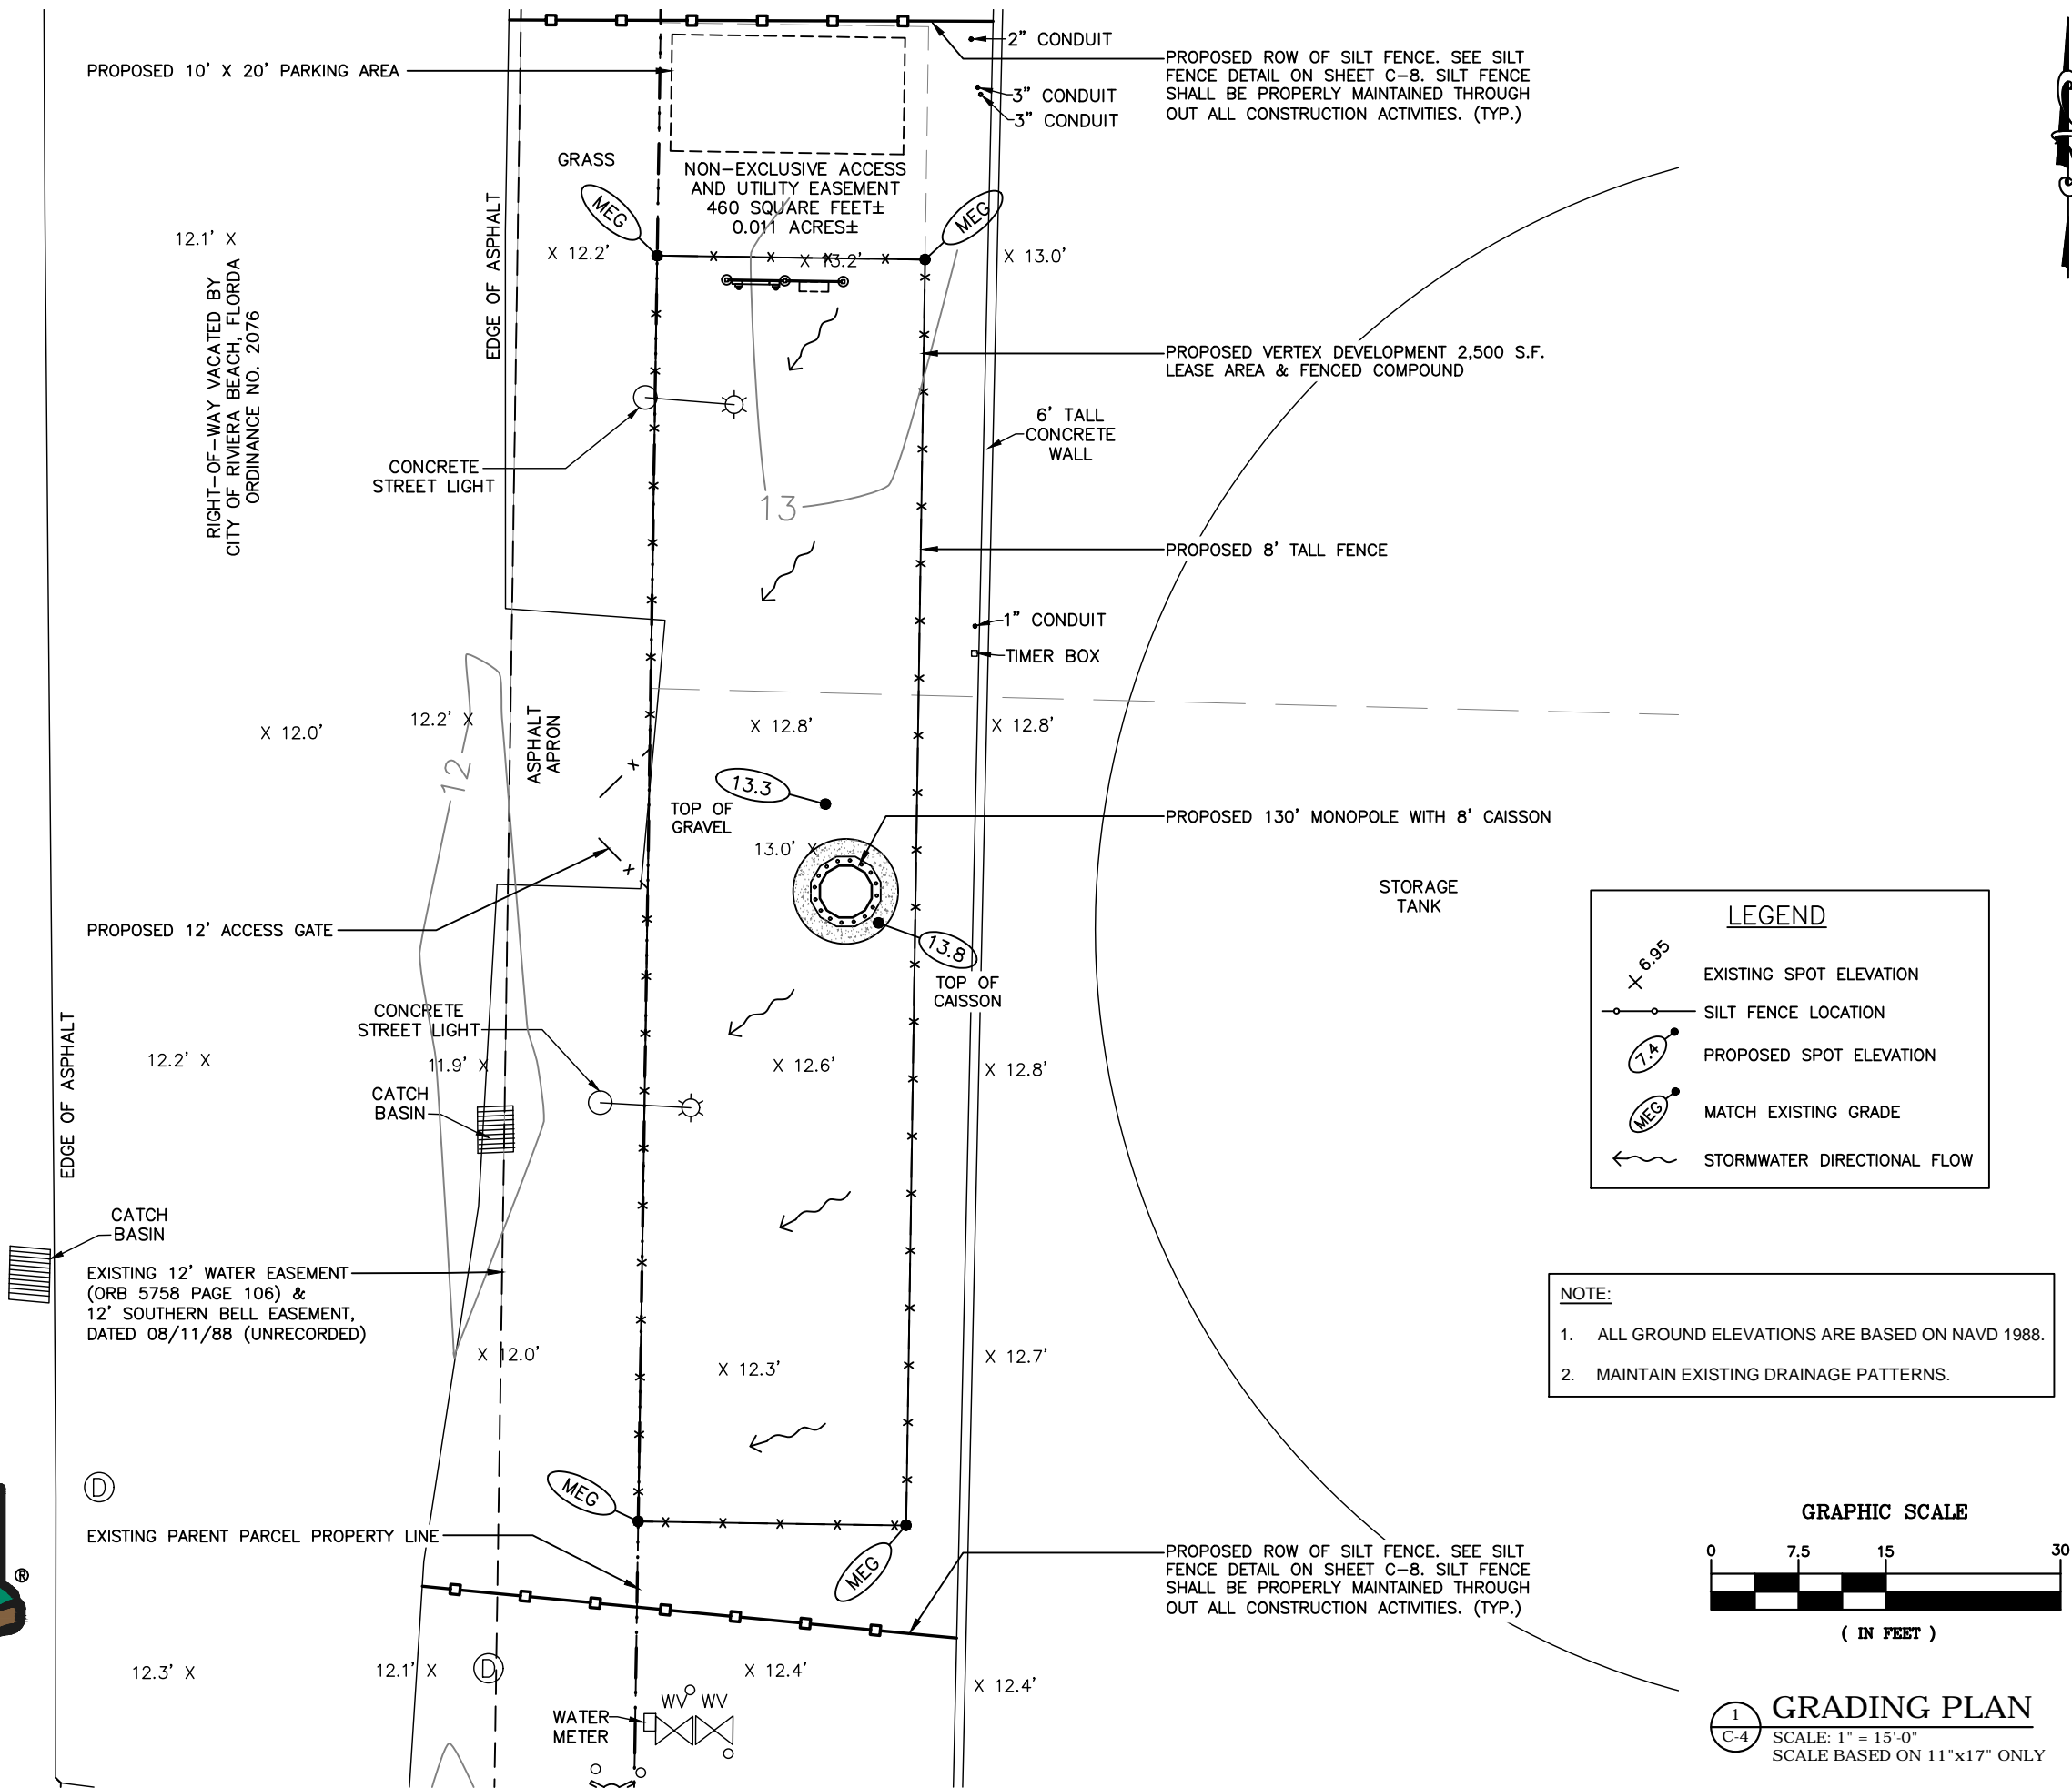 PROPOSED 10' X 20' PARKING AREA
2" CONDUIT
3" CONDUIT
3" CONDUIT
PROPOSED ROW OF SILT FENCE. SEE SILT
FENCE DETAIL ON SHEET C-8. SILT FENCE
SHALL BE PROPERLY MAINTAINED THROUGH
OUT ALL CONSTRUCTION ACTIVITIES. (TYP.)
GRASS
NON-EXCLUSIVE ACCESS
AND UTILITY EASEMENT
460 SQUARE FEET±
0.011 ACRES±
MEG
MEG
12.1' X
X 12.2'
X 13.2'
X 13.0'
EDGE OF ASPHALT
RIGHT-OF-WAY VACATED BY
CITY OF RIVIERA BEACH, FLORDA
ORDINANCE NO. 2076
PROPOSED VERTEX DEVELOPMENT 2,500 S.F.
LEASE AREA & FENCED COMPOUND
6' TALL
CONCRETE
WALL
CONCRETE
STREET LIGHT
13
PROPOSED 8' TALL FENCE
1" CONDUIT
TIMER BOX
X 12.0'
12.2' X
12
ASPHALT
APRON
X 12.8'
X 12.8'
13.3
TOP OF
GRAVEL
13.0' X
PROPOSED 130' MONOPOLE WITH 8' CAISSON
STORAGE
TANK
PROPOSED 12' ACCESS GATE
13.8
TOP OF
CAISSON
LEGEND
6.95
EXISTING SPOT ELEVATION
SILT FENCE LOCATION
7.4
PROPOSED SPOT ELEVATION
MEG
MATCH EXISTING GRADE
STORMWATER DIRECTIONAL FLOW
CONCRETE
STREET LIGHT
EDGE OF ASPHALT
12.2' X
11.9' X
X 12.6'
X 12.8'
CATCH
BASIN
CATCH
BASIN
EXISTING 12' WATER EASEMENT
(ORB 5758 PAGE 106) &
12' SOUTHERN BELL EASEMENT,
DATED 08/11/88 (UNRECORDED)
X 12.0'
X 12.3'
X 12.7'
NOTE:
1. ALL GROUND ELEVATIONS ARE BASED ON NAVD 1988.
2. MAINTAIN EXISTING DRAINAGE PATTERNS.
D
MEG
EXISTING PARENT PARCEL PROPERTY LINE
MEG
®
PROPOSED ROW OF SILT FENCE. SEE SILT
FENCE DETAIL ON SHEET C-8. SILT FENCE
SHALL BE PROPERLY MAINTAINED THROUGH
OUT ALL CONSTRUCTION ACTIVITIES. (TYP.)
GRAPHIC SCALE
0 7.5 15 30
( IN FEET )
12.3' X
12.1' X
D
X 12.4'
X 12.4'
WV WV
WATER
METER
1
C-4
GRADING PLAN
SCALE: 1" = 15'-0"
SCALE BASED ON 11"x17" ONLY